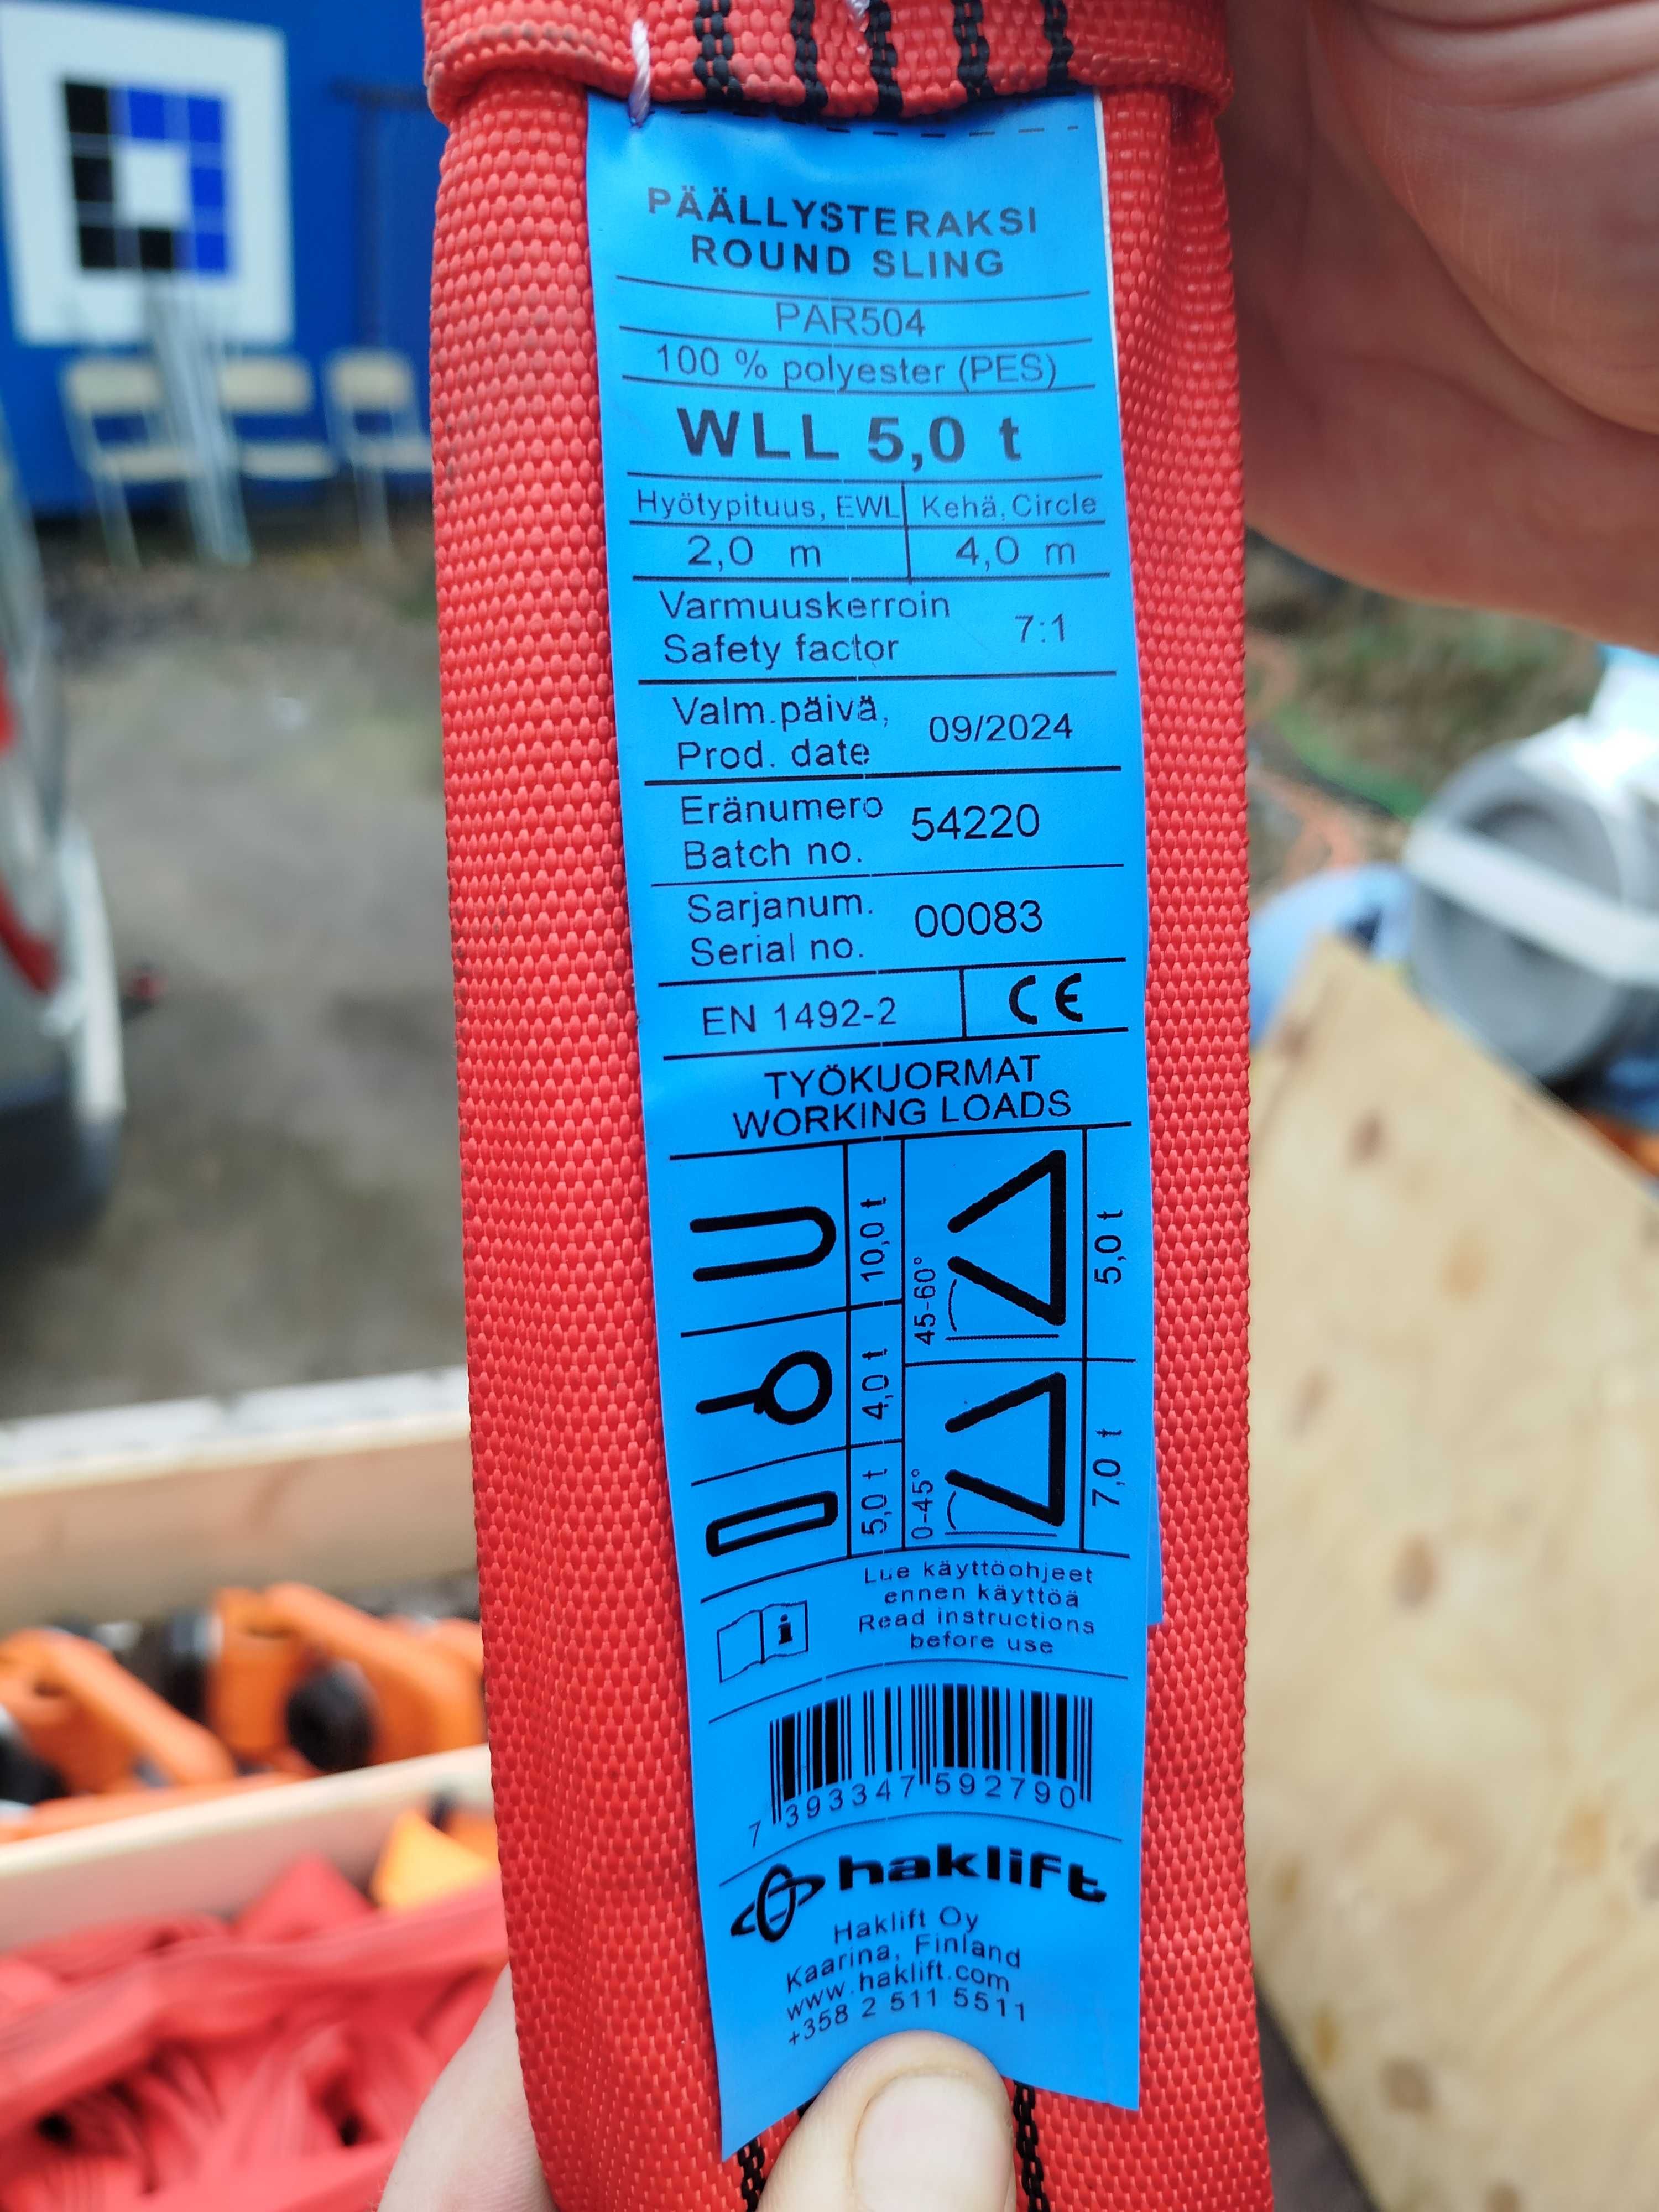 PÄÄLLYSTERAKSI
ROUND SLING
PAR504
100 % polyester (PES)
WLL 5,0 t
Hyötypituus, EWL Kehä, Circle
2,0 m 4,0 m
Varmuuskerroin
Safety factor 7:1
Valm.päivä,
Prod. date 09/2024
Eränumero
Batch no. 54220
Sarjanum.
Serial no. 00083
EN 1492-2 CE
TYÖKUORMAT
WORKING LOADS
5,0 t 4,0 t 10,0 t
0-45° 45-60°
7,0 t 5,0 t
Lue käyttöohjeet
ennen käyttöä
Read instructions
before use
i
7 393347 592790
haklift
Haklift Oy
Kaarina, Finland
www.haklift.com
+358 2 511 5511